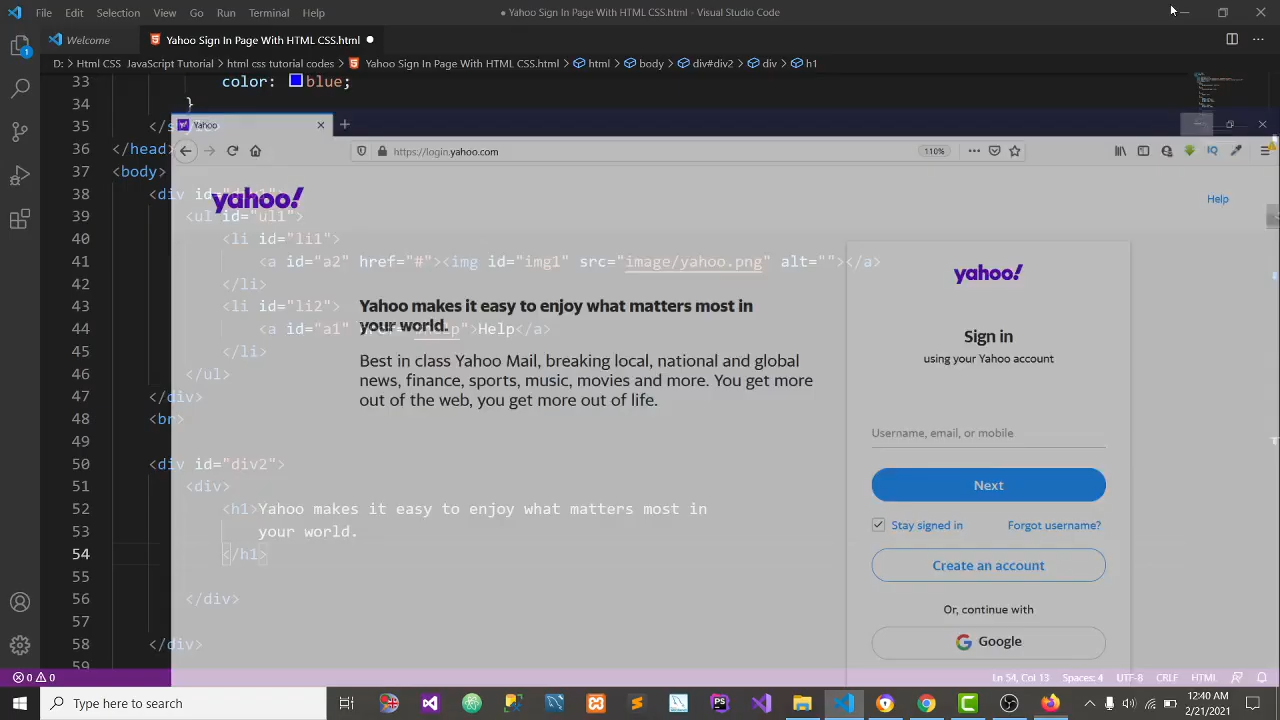 File Edit Selection View Go Run Terminal Help
● Yahoo Sign In Page With HTML CSS.html - Visual Studio Code
1
Welcome
Yahoo Sign In Page With HTML CSS.html ●
D: > Html CSS JavaScript Tutorial > html css tutorial codes > Yahoo Sign In Page With HTML CSS.html > html > body > div#div2 > div > h1
33 color: blue;
34 }
35
36 </head>
37 <body>
38 <div id="div1">
39 <ul id="ul1">
40 <li id="li1">
41 <a id="a2" href="#"><img id="img1" src="image/yahoo.png" alt=""></a>
42 </li>
43 <li id="li2">
44 <a id="a1" href="help">Help</a>
45 </li>
46 </ul>
47 </div>
48 <br>
49
50 <div id="div2">
51 <div>
52 <h1>Yahoo makes it easy to enjoy what matters most in
53 your world.
54 </h1>
55
56 </div>
57
58 </div>
59
Yahoo
https://login.yahoo.com
110%
IQ
yahoo!
Help
Yahoo makes it easy to enjoy what matters most in
your world.
Best in class Yahoo Mail, breaking local, national and global
news, finance, sports, music, movies and more. You get more
out of the web, you get more out of life.
yahoo!
Sign in
using your Yahoo account
Username, email, or mobile
Next
Stay signed in Forgot username?
Create an account
Or, continue with
Google
0 0
Ln 54, Col 13 Spaces: 4 UTF-8 CRLF HTML
Type here to search
PS
12:40 AM
2/21/2021